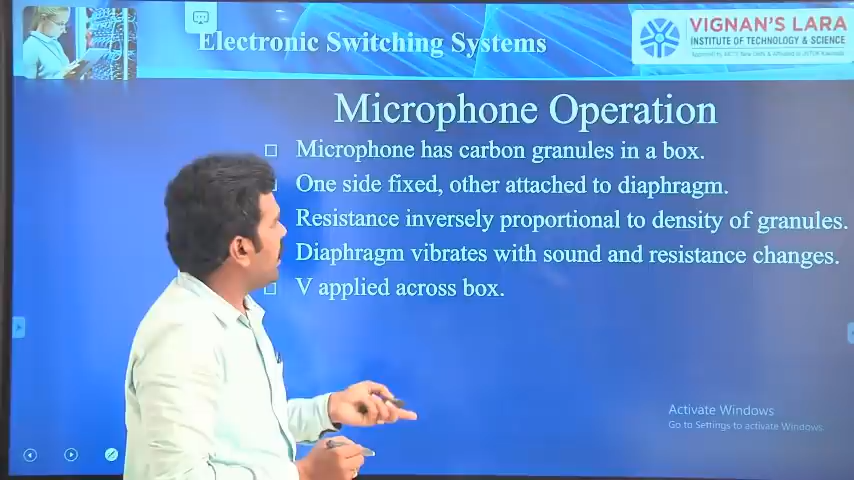 Electronic Switching Systems
VIGNAN'S LARA
INSTITUTE OF TECHNOLOGY & SCIENCE
Microphone Operation
Microphone has carbon granules in a box.
One side fixed, other attached to diaphragm.
Resistance inversely proportional to density of granules.
Diaphragm vibrates with sound and resistance changes.
V applied across box.
Activate Windows
Go to Settings to activate Windows.